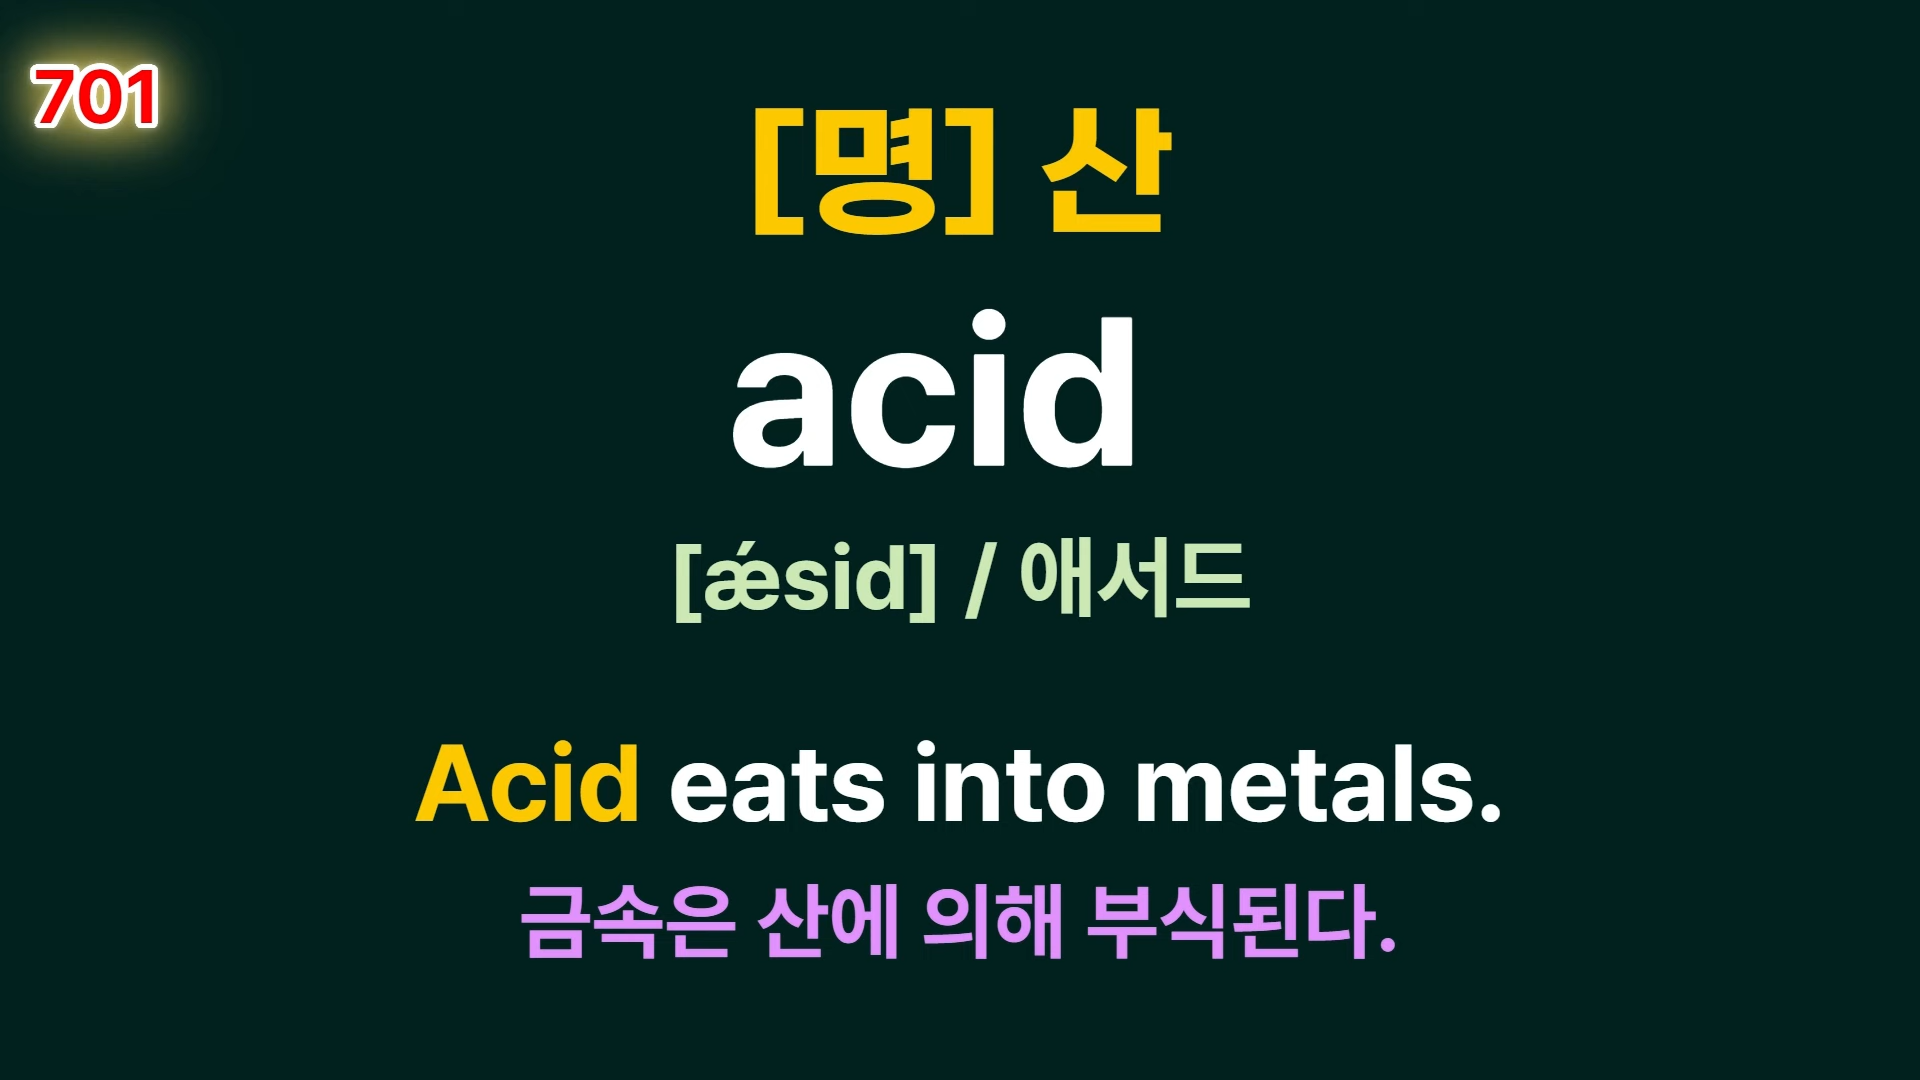 701
[명] 산
acid
[ǽsid] / 애서드
Acid eats into metals.
금속은 산에 의해 부식된다.